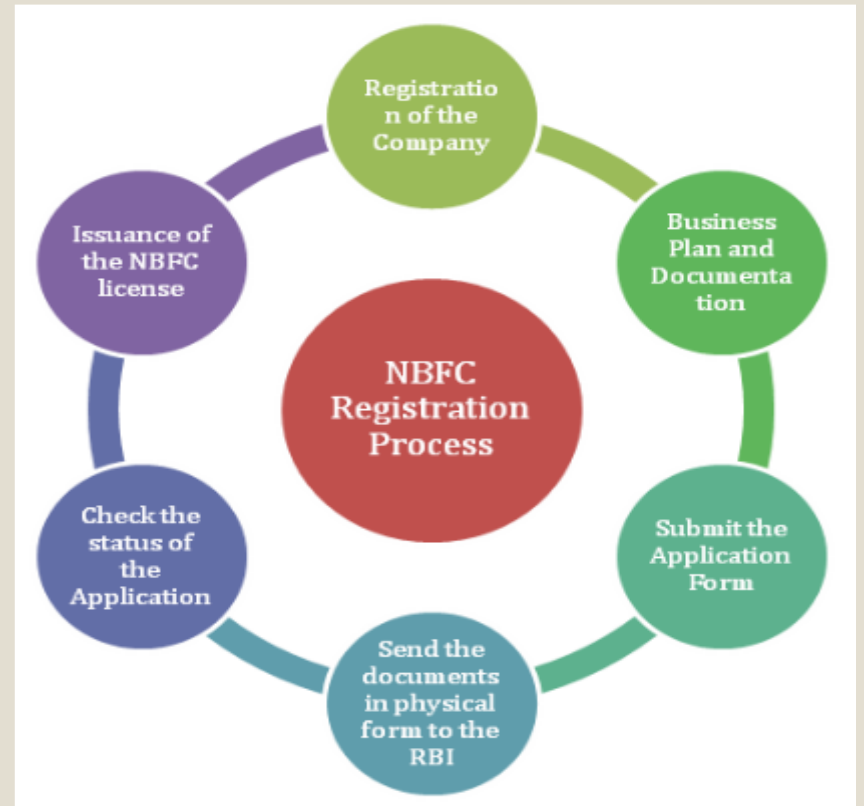 Registratio
n of the
Company
Business
Plan and
Documenta
tion
Submit the
Application
Form
Send the
documents
in physical
form to the
RBI
Check the
status of
the
Application
Issuance of
the NBFC
license
NBFC
Registration
Process